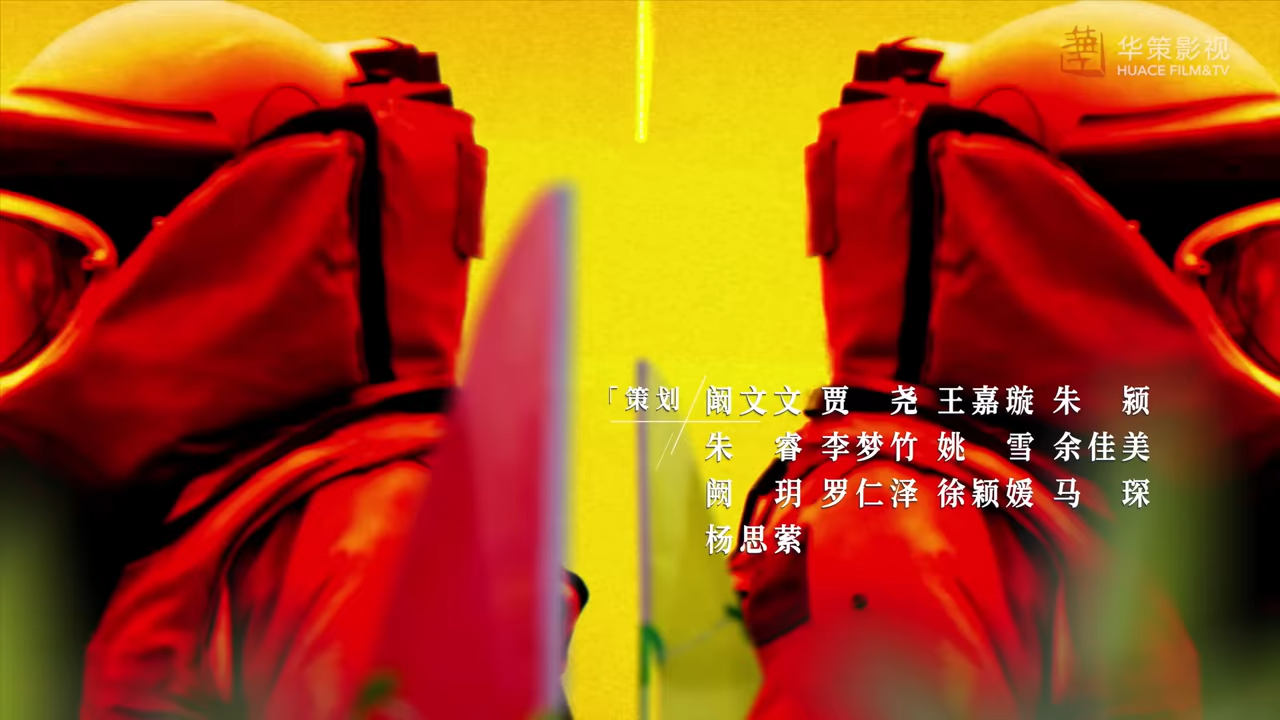 华策影视
HUACE FILM&TV
「策划 阚文文 贾 尧 王嘉璇 朱 颍
朱 睿 李梦竹 姚 雪 余佳美
阙 玥 罗仁泽 徐颖媛 马 琛
杨思萦